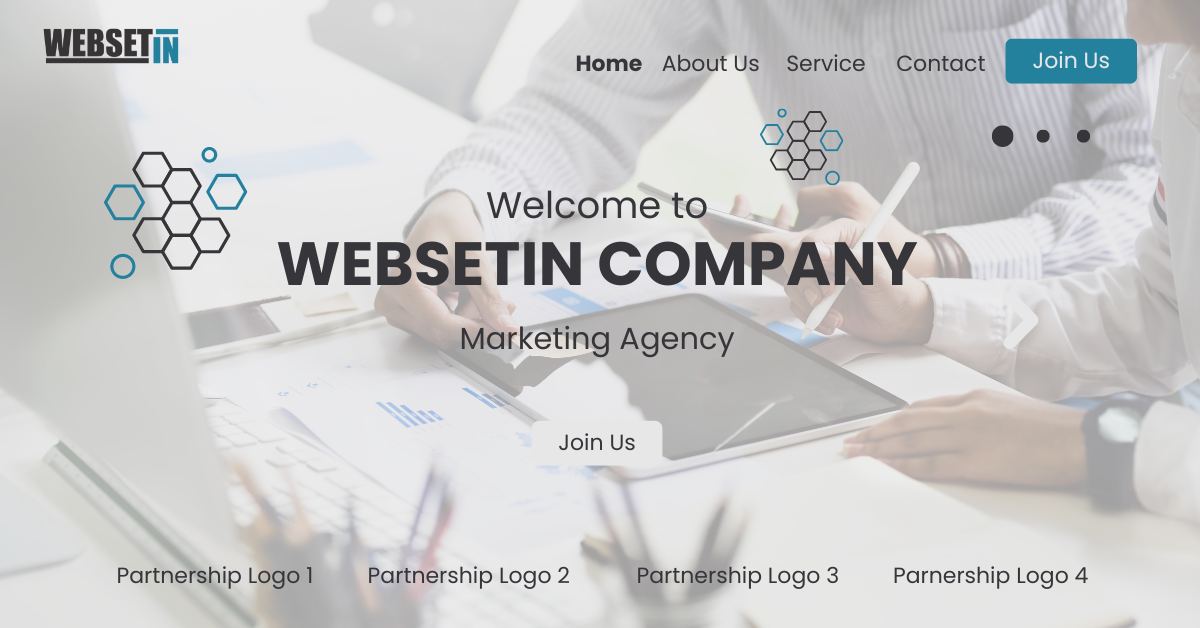 WEBSETIN
Home About Us Service Contact Join Us
Welcome to
WEBSETIN COMPANY
Marketing Agency
Join Us
Partnership Logo 1 Partnership Logo 2 Partnership Logo 3 Parnership Logo 4